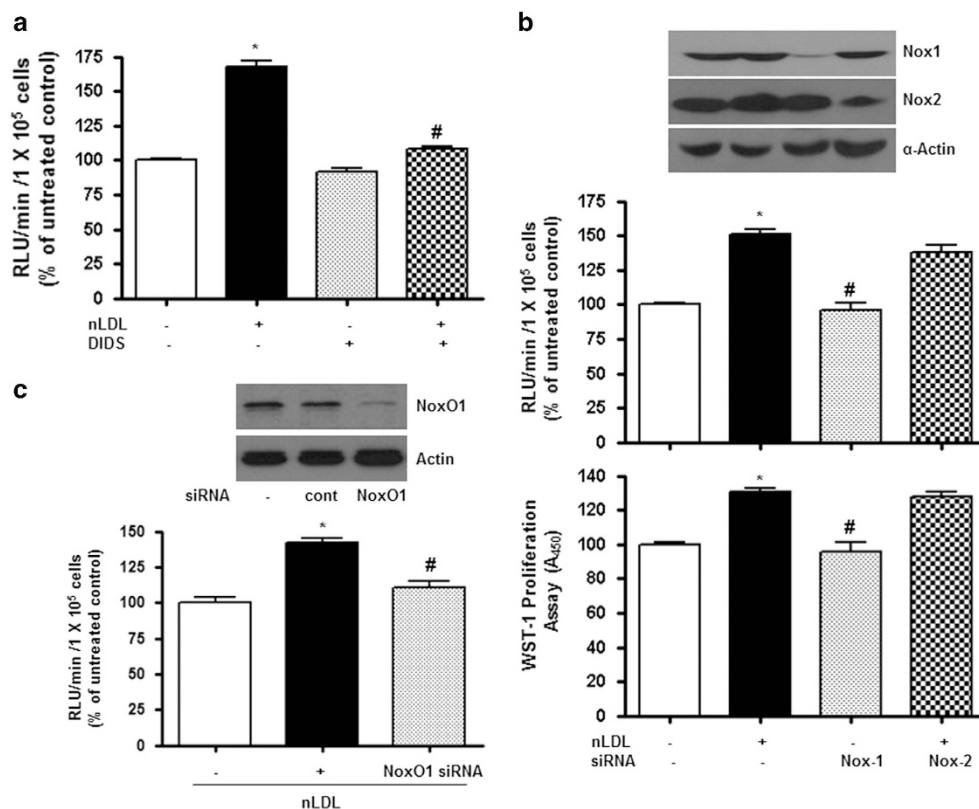 a
RLU/min /1 X 10⁵ cells
(% of untreated control)
175
150
125
100
75
50
25
0
*
#
nLDL - + - +
DIDS - - + +
b
Nox1
Nox2
α-Actin
RLU/min /1 X 10⁵ cells
(% of untreated control)
175
150
125
100
75
50
25
0
*
#
WST-1 Proliferation
Assay (A₄₅₀)
140
120
100
80
60
40
20
0
*
#
nLDL - + - +
siRNA - - Nox-1 Nox-2
c
NoxO1
Actin
siRNA - cont NoxO1
RLU/min /1 X 10⁵ cells
(% of untreated control)
150
125
100
75
50
25
0
*
#
- + NoxO1 siRNA
nLDL